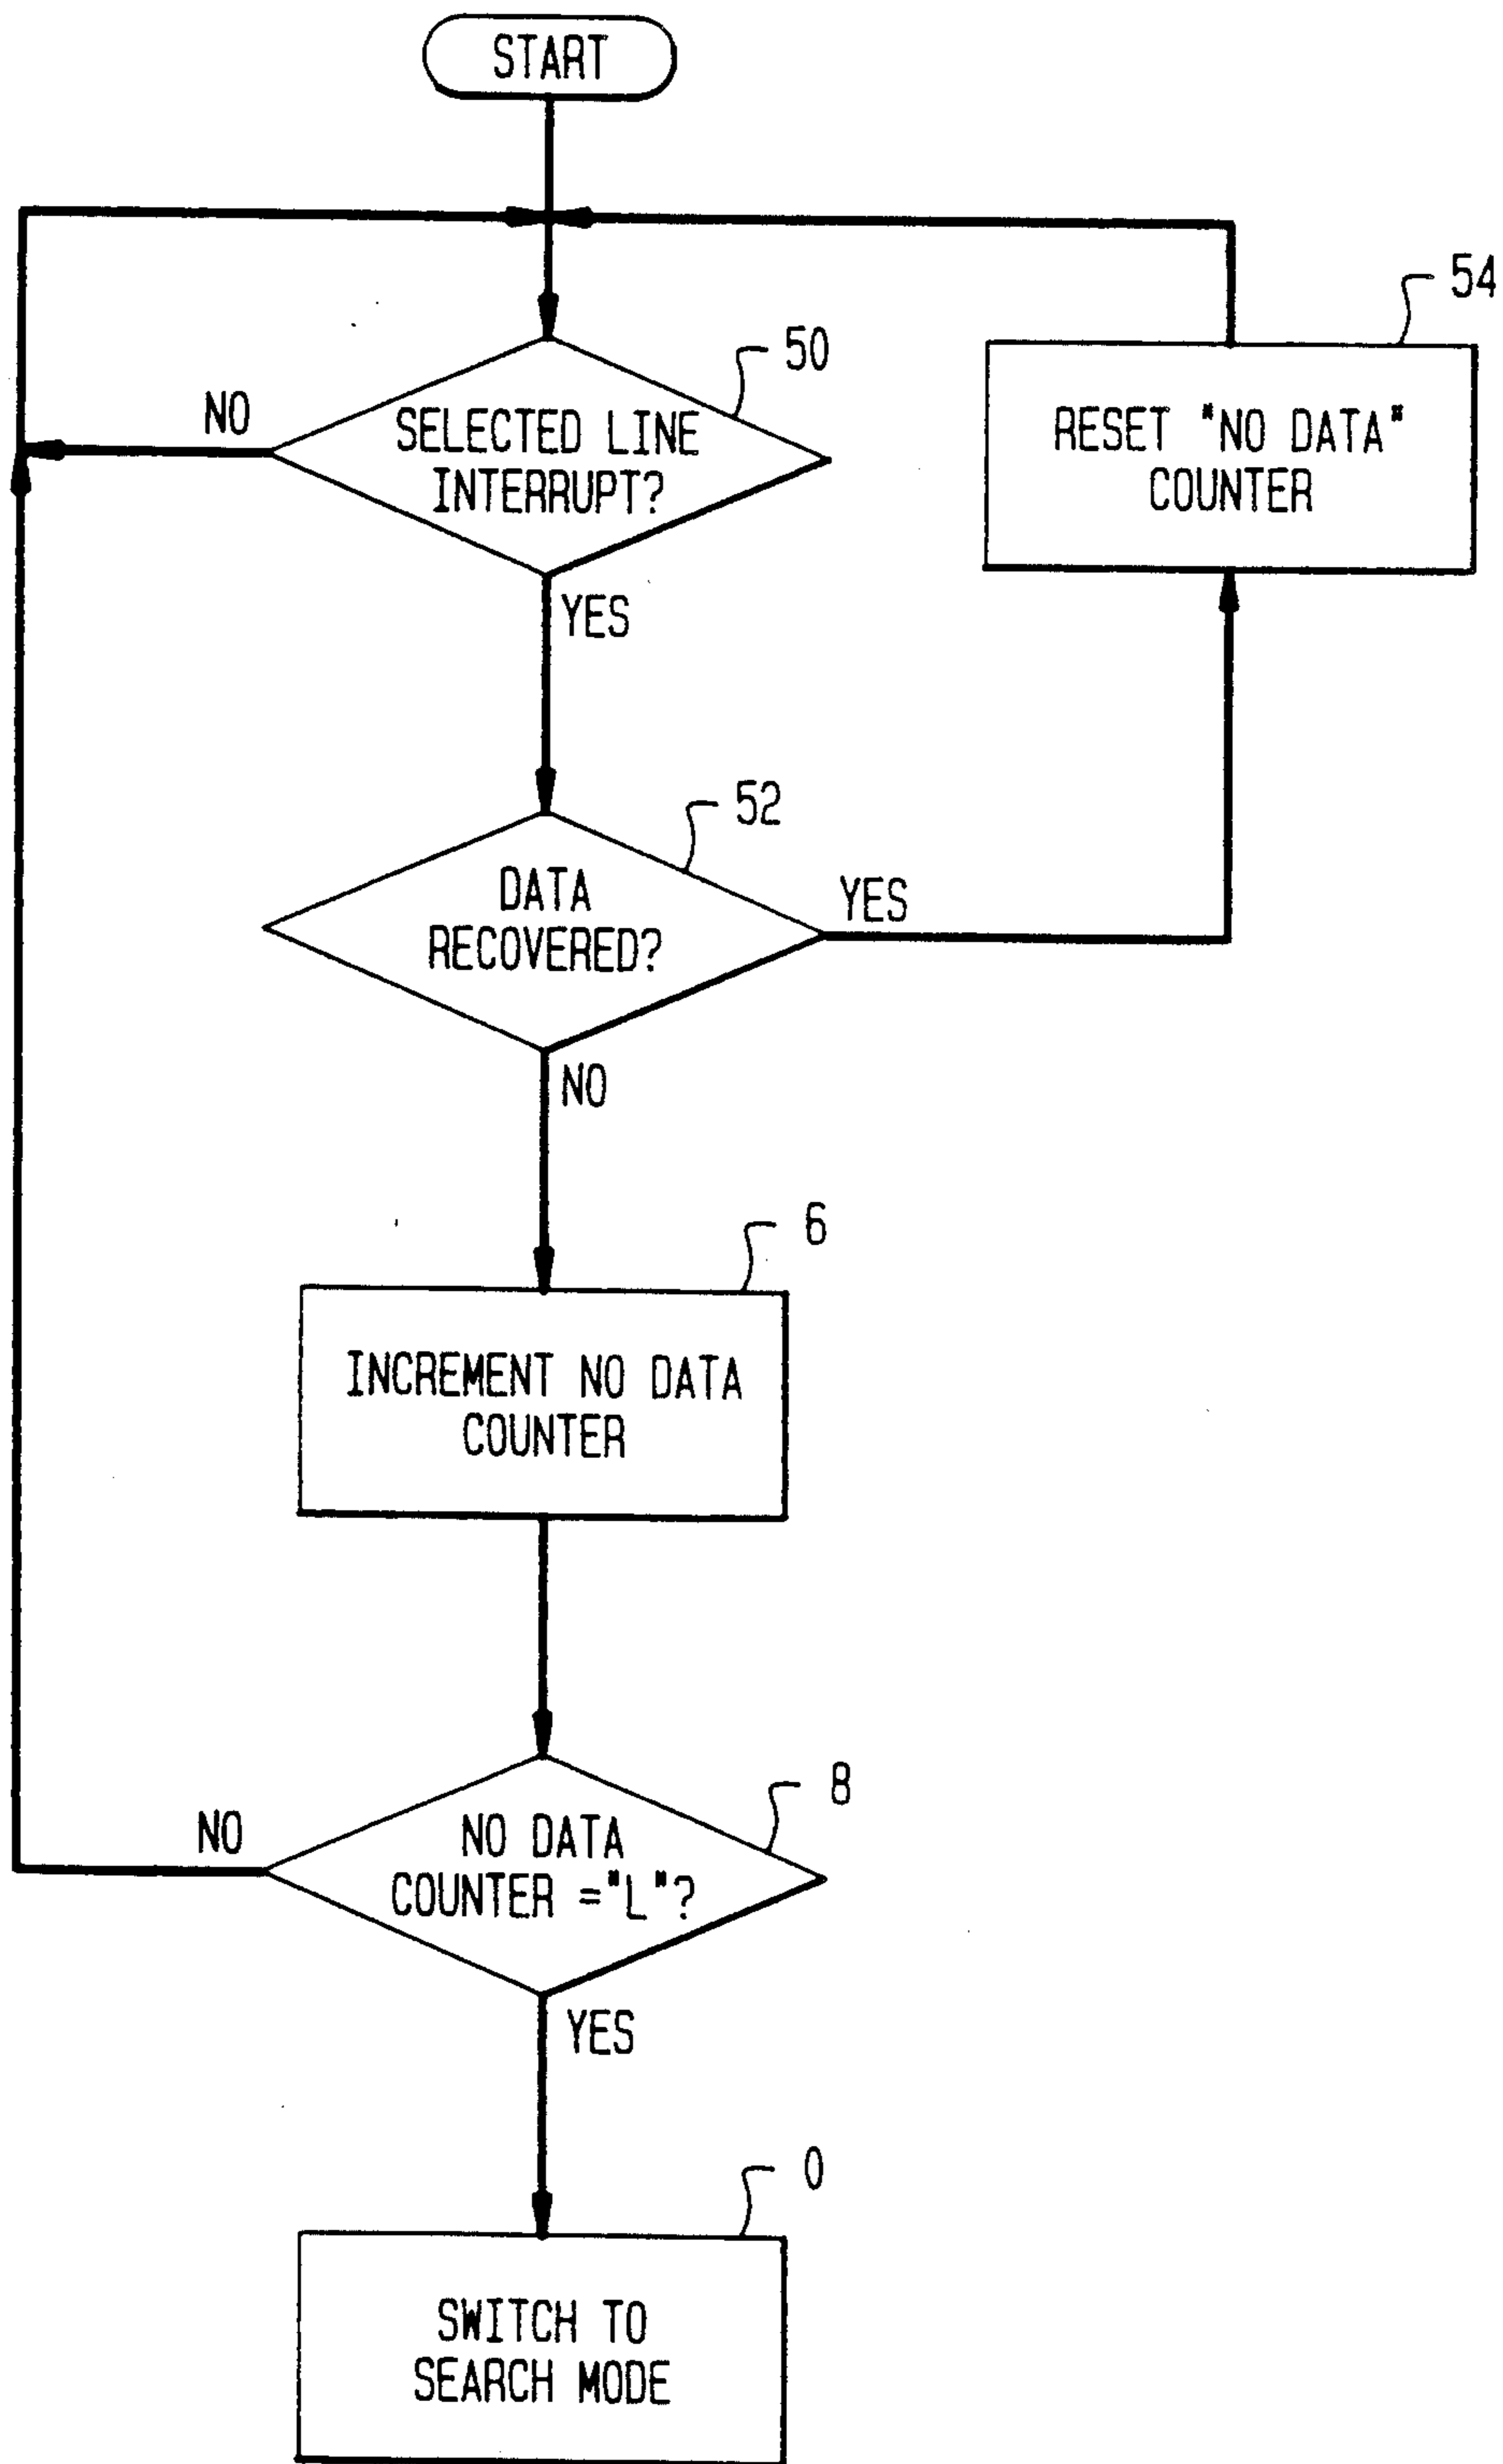 START
50
NO
SELECTED LINE
INTERRUPT?
YES
54
RESET "NO DATA"
COUNTER
52
DATA
RECOVERED?
YES
NO
6
INCREMENT NO DATA
COUNTER
8
NO
NO DATA
COUNTER ="L"?
YES
0
SWITCH TO
SEARCH MODE